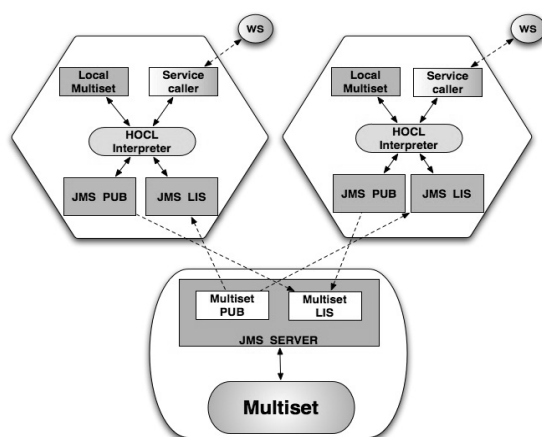 WS
WS
Local
Multiset
Service
caller
HOCL
Interpreter
JMS PUB
JMS LIS
Local
Multiset
Service
caller
HOCL
Interpreter
JMS PUB
JMS LIS
Multiset
PUB
Multiset
LIS
JMS SERVER
Multiset